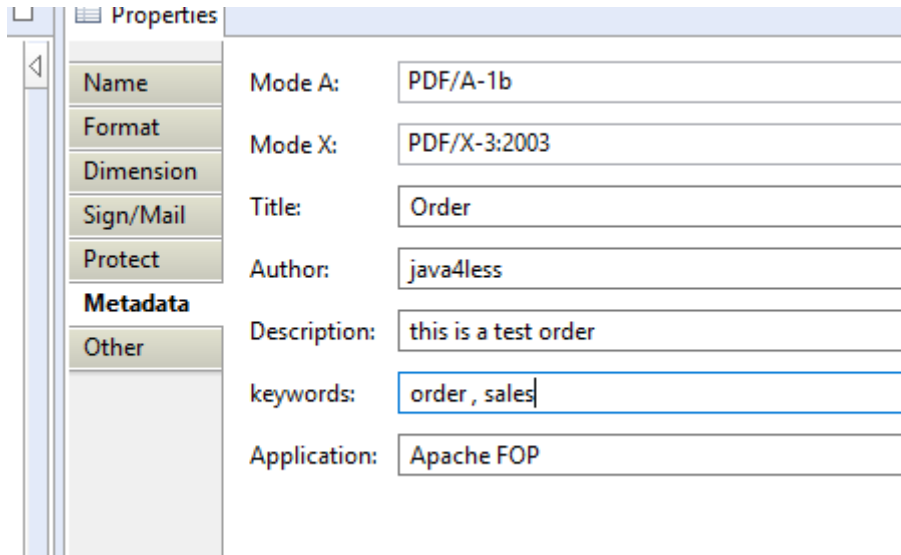 Properties
Name
Format
Dimension
Sign/Mail
Protect
Metadata
Other
Mode A: PDF/A-1b
Mode X: PDF/X-3:2003
Title: Order
Author: java4less
Description: this is a test order
keywords: order , sales
Application: Apache FOP